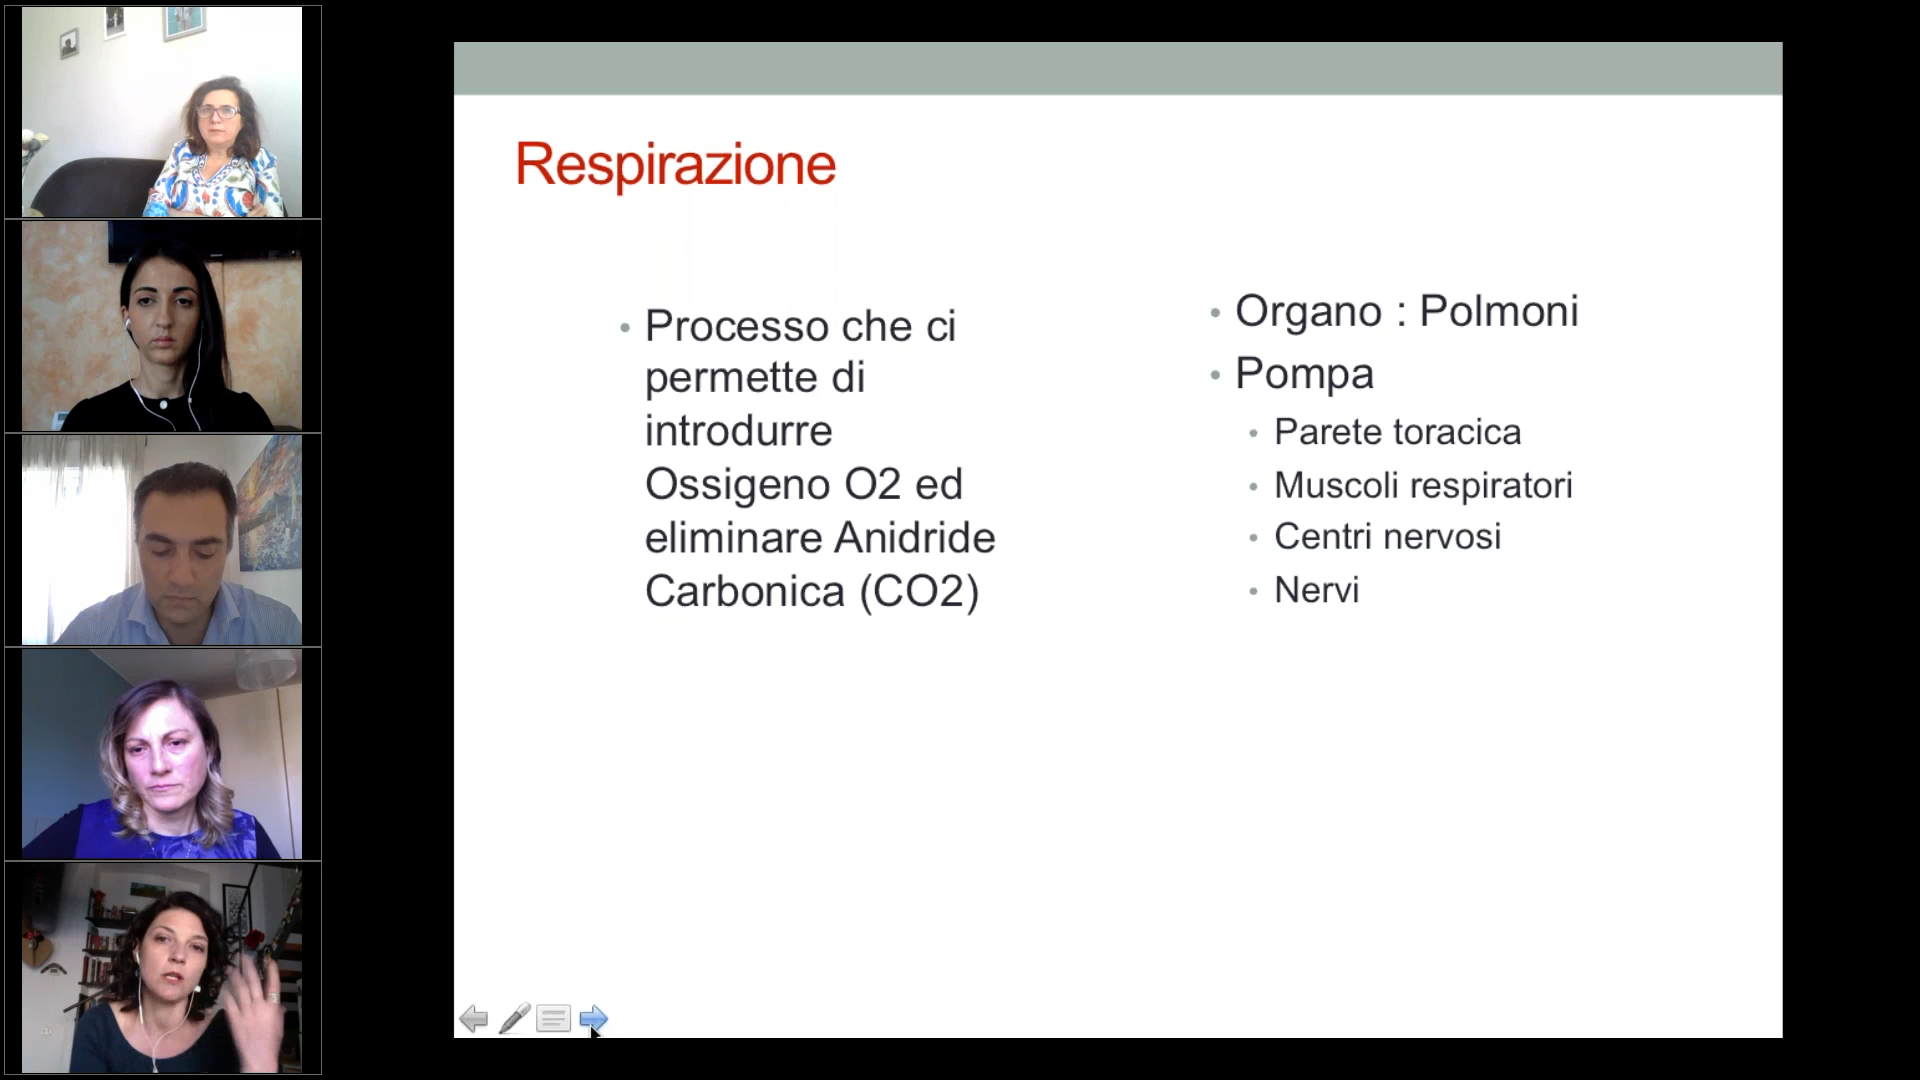 Respirazione
• Processo che ci
permette di
introdurre
Ossigeno O2 ed
eliminare Anidride
Carbonica (CO2)
• Organo : Polmoni
• Pompa
• Parete toracica
• Muscoli respiratori
• Centri nervosi
• Nervi